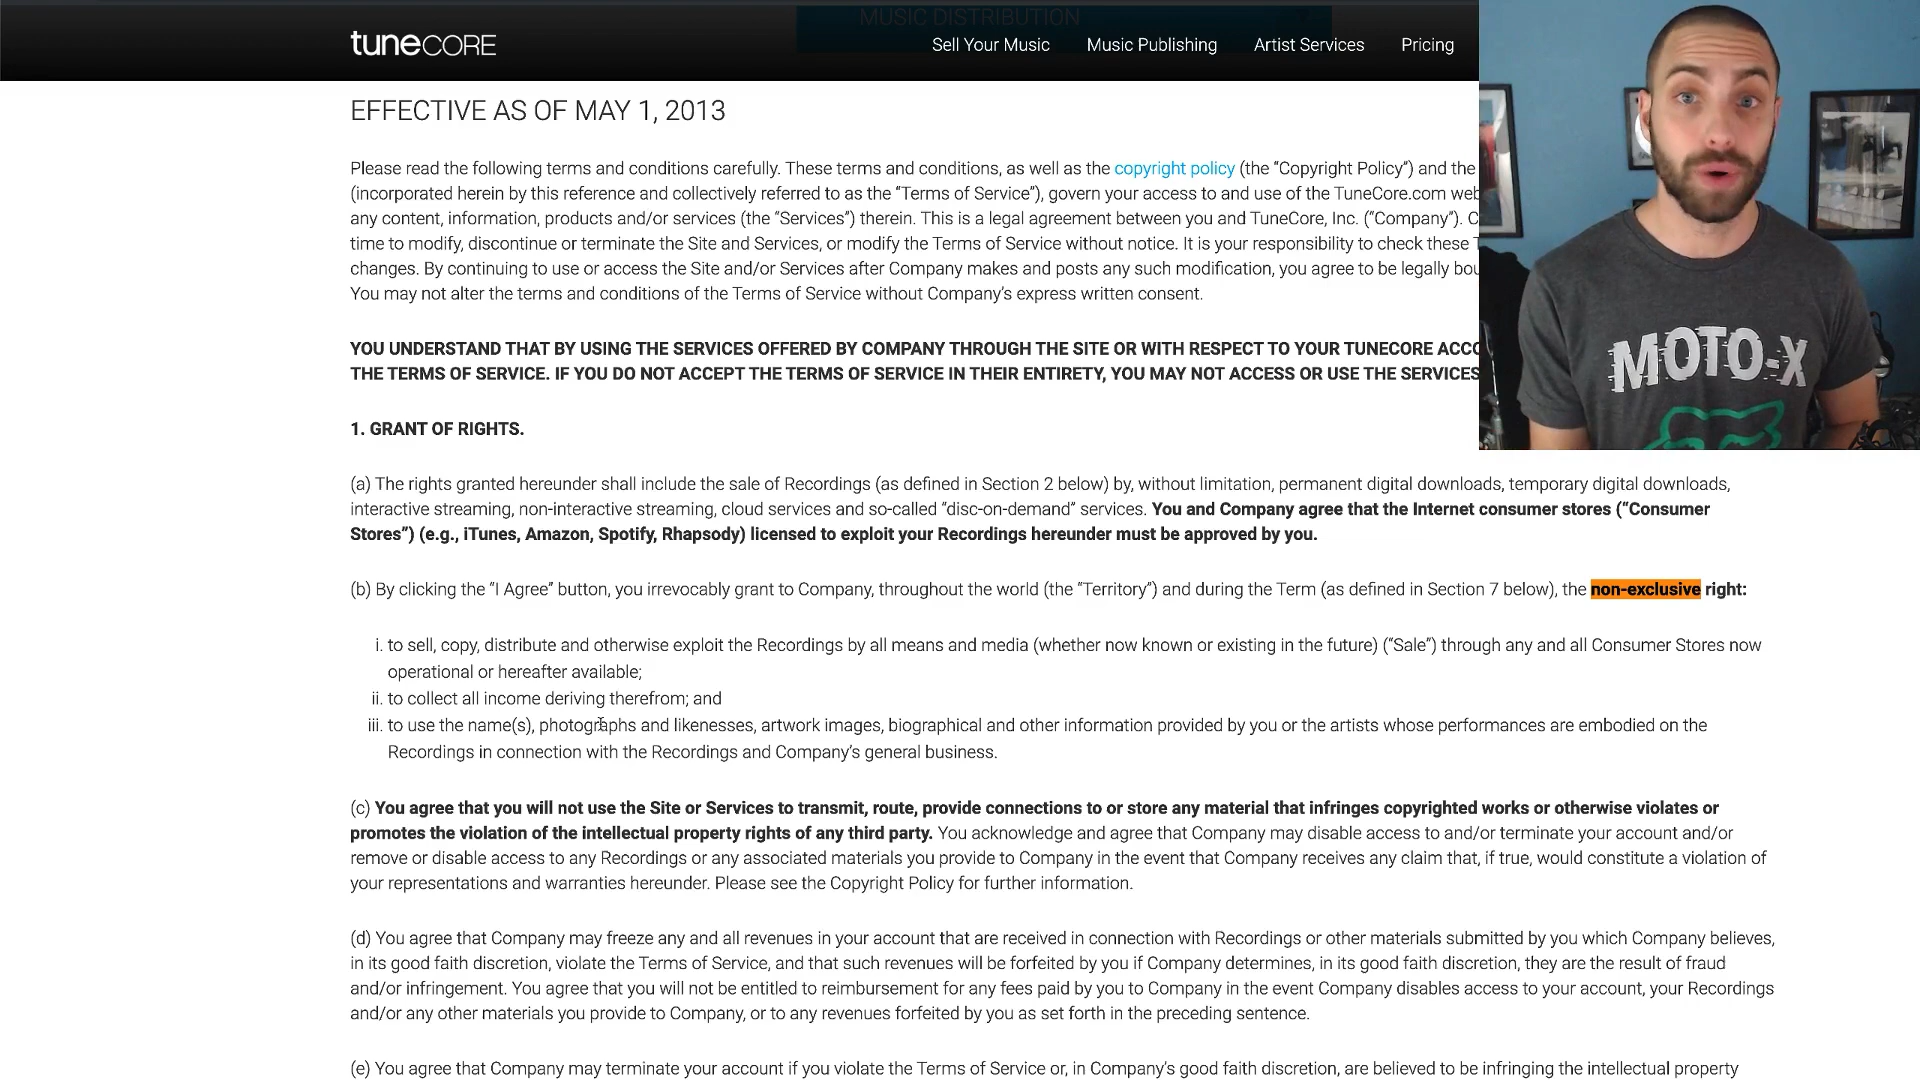 MUSIC DISTRIBUTION
tuneCORE
Sell Your Music Music Publishing Artist Services Pricing
EFFECTIVE AS OF MAY 1, 2013
Please read the following terms and conditions carefully. These terms and conditions, as well as the copyright policy (the “Copyright Policy”) and the
(incorporated herein by this reference and collectively referred to as the “Terms of Service”), govern your access to and use of the TuneCore.com
any content, information, products and/or services (the “Services”) therein. This is a legal agreement between you and TuneCore, Inc. (“Company”).
time to modify, discontinue or terminate the Site and Services, or modify the Terms of Service without notice. It is your responsibility to check these
changes. By continuing to use or access the Site and/or Services after Company makes and posts any such modification, you agree to be legally
You may not alter the terms and conditions of the Terms of Service without Company’s express written consent.
YOU UNDERSTAND THAT BY USING THE SERVICES OFFERED BY COMPANY THROUGH THE SITE OR WITH RESPECT TO YOUR TUNECORE
THE TERMS OF SERVICE. IF YOU DO NOT ACCEPT THE TERMS OF SERVICE IN THEIR ENTIRETY, YOU MAY NOT ACCESS OR USE THE SERVICES
MOTO-X
1. GRANT OF RIGHTS.
(a) The rights granted hereunder shall include the sale of Recordings (as defined in Section 2 below) by, without limitation, permanent digital downloads, temporary digital downloads,
interactive streaming, non-interactive streaming, cloud services and so-called “disc-on-demand” services. You and Company agree that the Internet consumer stores (“Consumer
Stores”) (e.g., iTunes, Amazon, Spotify, Rhapsody) licensed to exploit your Recordings hereunder must be approved by you.
(b) By clicking the “I Agree” button, you irrevocably grant to Company, throughout the world (the “Territory”) and during the Term (as defined in Section 7 below), the non-exclusive right:
i. to sell, copy, distribute and otherwise exploit the Recordings by all means and media (whether now known or existing in the future) (“Sale”) through any and all Consumer Stores now
operational or hereafter available;
ii. to collect all income deriving therefrom; and
iii. to use the name(s), photographs and likenesses, artwork images, biographical and other information provided by you or the artists whose performances are embodied on the
Recordings in connection with the Recordings and Company’s general business.
(c) You agree that you will not use the Site or Services to transmit, route, provide connections to or store any material that infringes copyrighted works or otherwise violates or
promotes the violation of the intellectual property rights of any third party. You acknowledge and agree that Company may disable access to and/or terminate your account and/or
remove or disable access to any Recordings or any associated materials you provide to Company in the event that Company receives any claim that, if true, would constitute a violation of
your representations and warranties hereunder. Please see the Copyright Policy for further information.
(d) You agree that Company may freeze any and all revenues in your account that are received in connection with Recordings or other materials submitted by you which Company believes,
in its good faith discretion, violate the Terms of Service, and that such revenues will be forfeited by you if Company determines, in its good faith discretion, they are the result of fraud
and/or infringement. You agree that you will not be entitled to reimbursement for any fees paid by you to Company in the event Company disables access to your account, your Recordings
and/or any other materials you provide to Company, or to any revenues forfeited by you as set forth in the preceding sentence.
(e) You agree that Company may terminate your account if you violate the Terms of Service or, in Company’s good faith discretion, are believed to be infringing the intellectual property